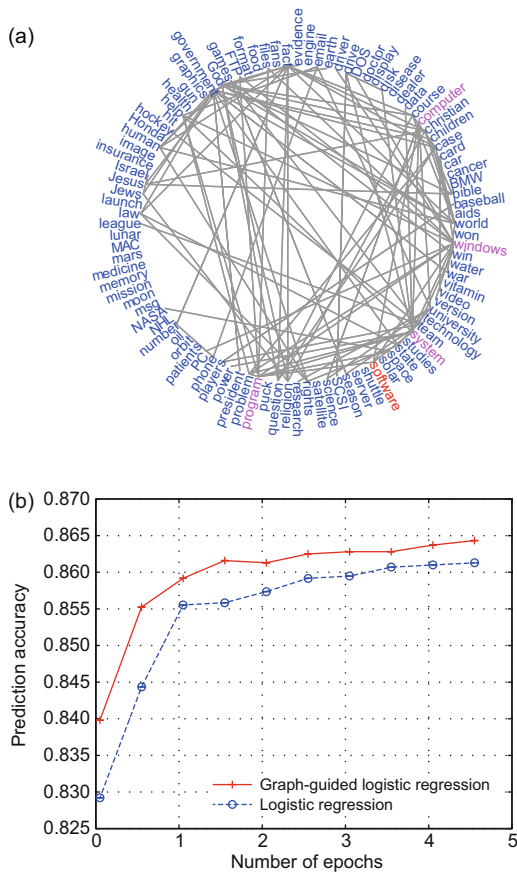 (a)
government
graphics
gun
health
help
hockey
Honda
human
image
insurance
Israel
Jesus
Jews
launch
law
league
lunar
MAC
mars
medicine
memory
mission
moon
msg
NASA
NHL
number
orbit
patients
PC
phone
players
power
president
problem
program
puck
question
religion
research
rights
satellite
science
SCSI
season
server
shuttle
software
solar
space
state
studies
system
team
technology
university
version
video
vitamin
war
water
win
windows
won
world
aids
baseball
bible
BMW
cancer
car
card
case
children
christian
computer
course
data
dealer
disease
disk
display
doctor
DOS
drive
driver
earth
email
engine
evidence
fact
fans
files
food
format
FTP
games
God
(b)
0.870
0.865
0.860
0.855
0.850
0.845
0.840
0.830
0.825
Prediction accuracy
Graph-guided logistic regression
Logistic regression
0 1 2 3 4 5
Number of epochs